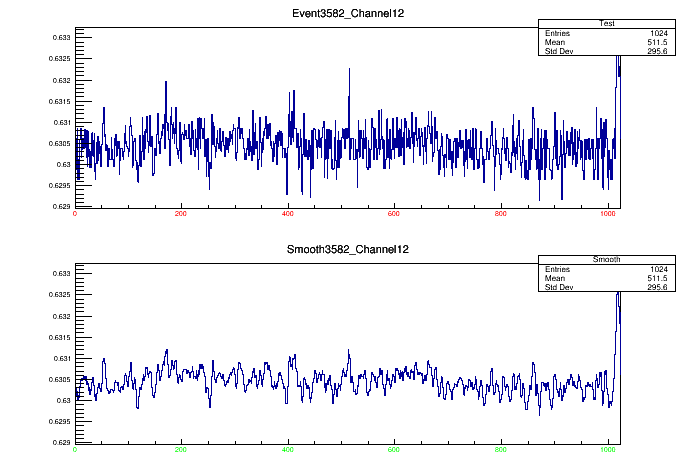 Event3582_Channel12
Test
Entries 1024
Mean 511.5
Std Dev 295.6
0.633
0.6325
0.632
0.6315
0.631
0.6305
0.63
0.6295
0.629
0 200 400 600 800 1000
Smooth3582_Channel12
Smooth
Entries 1024
Mean 511.5
Std Dev 295.6
0.633
0.6325
0.632
0.6315
0.631
0.6305
0.63
0.6295
0.629
0 200 400 600 800 1000